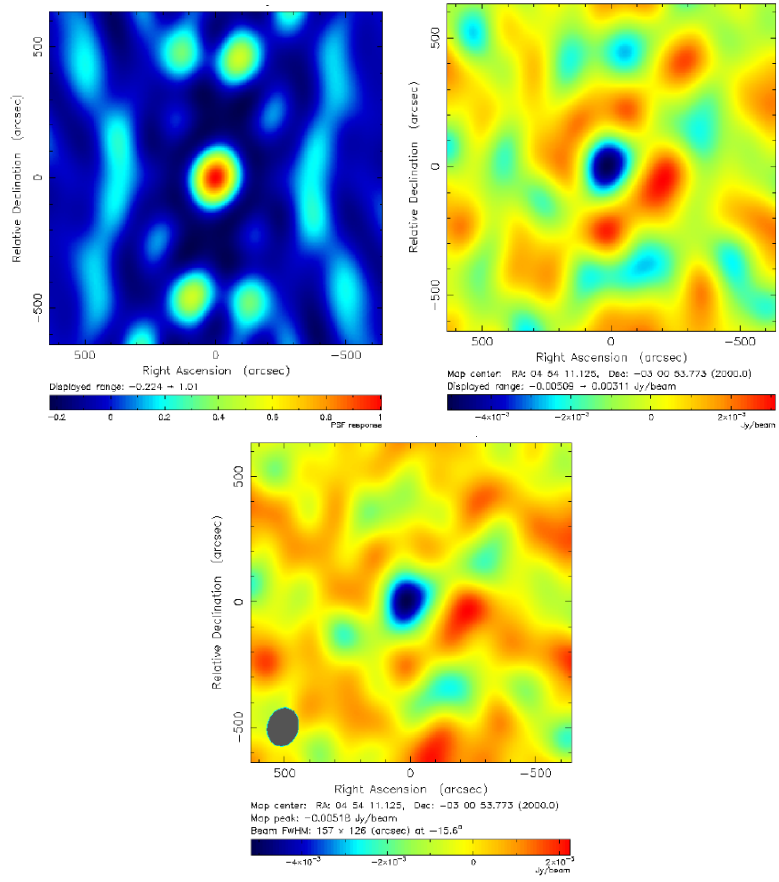 500
0
−500
Relative Declination (arcsec)
500
0
−500
Right Ascension (arcsec)
Displayed range: −0.224 → 1.01
−0.2
0
0.2
0.4
0.6
0.8
1
PSF response
500
0
−500
Relative Declination (arcsec)
500
0
−500
Right Ascension (arcsec)
Map center: RA: 04 54 11.125, Dec: −03 00 53.773 (2000.0)
Displayed range: −0.00509 → 0.00311 Jy/beam
−4×10⁻³
−2×10⁻³
0
2×10⁻³
Jy/beam
500
0
−500
Relative Declination (arcsec)
500
0
−500
Right Ascension (arcsec)
Map center: RA: 04 54 11.125, Dec: −03 00 53.773 (2000.0)
Map peak: −0.00518 Jy/beam
Beam FWHM: 157 x 126 (arcsec) at −15.6°
−4×10⁻³
−2×10⁻³
0
2×10⁻³
Jy/beam